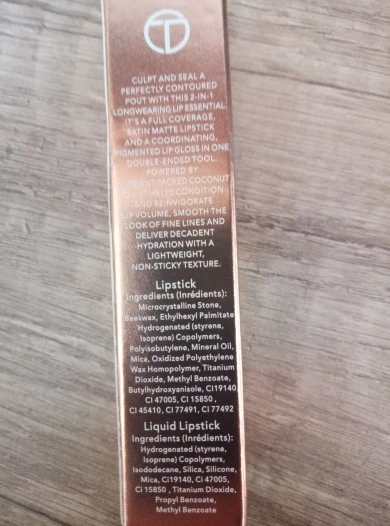 CULPT AND SEAL A
PERFECTLY CONTOURED
POUT WITH THIS 2-IN-1
LONGWEARING LIP ESSENTIAL.
IT'S A FULL COVERAGE,
SATIN MATTE LIPSTICK
AND A COORDINATING,
PIGMENTED LIP GLOSS IN ONE
DOUBLE-ENDED TOOL.
POWERED BY
PACKED COCONUT
HELPS CONDITION
AND REINVIGORATE
LIP VOLUME, SMOOTH THE
LOOK OF FINE LINES AND
DELIVER DECADENT
HYDRATION WITH A
LIGHTWEIGHT,
NON-STICKY TEXTURE.
Lipstick
Ingredients (Inrédients):
Microcrystalline Stone,
Beeswax, Ethylhexyl Palmitate
Hydrogenated (styrene,
Isoprene) Copolymers,
Polyisobutylene, Mineral Oil,
Mica, Oxidized Polyethylene
Wax Homopolymer, Titanium
Dioxide, Methyl Benzoate,
Butylhydroxyanisole, CI19140
CI 47005, CI 15850 ,
CI 45410, CI 77491, CI 77492
Liquid Lipstick
Ingredients (Inrédients):
Hydrogenated (styrene,
isoprene) Copolymers,
Isododecane, Silica, Silicone,
Mica, Ci19140, Ci 47005,
Ci 15850 , Titanium Dioxide,
Propyl Benzoate,
Methyl Benzoate